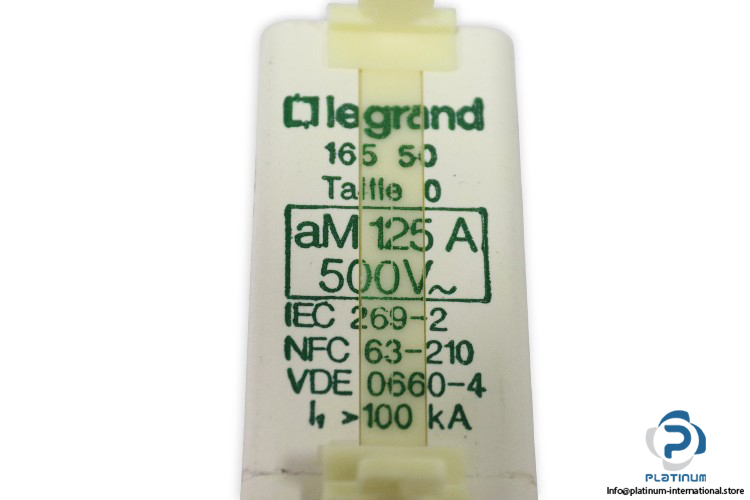 legrand
165 50
Taille 0
aM 125 A
500V~
IEC 269-2
NFC 63-210
VDE 0660-4
I₁ >100 kA
PLATINUM
Info@platinum-international.store